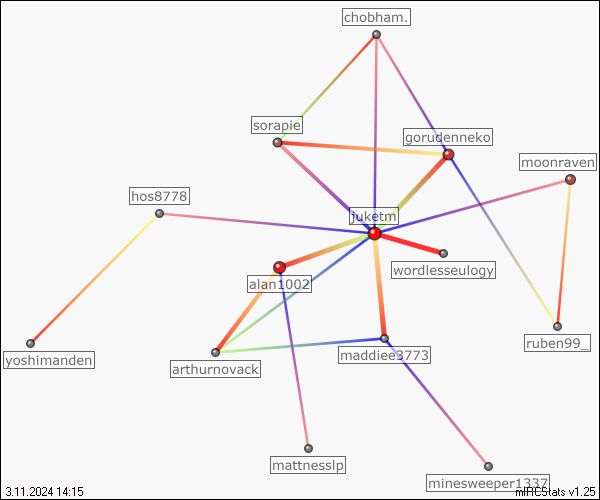 chobham.
sorapie
gorudenneko
moonraven
hos8778
juketm
wordlesseulogy
alan1002
ruben99_
maddiee3773
yoshimanden
arthurnovack
mattnesslp
minesweeper1337
3.11.2024 14:15
mIRCStats v1.25